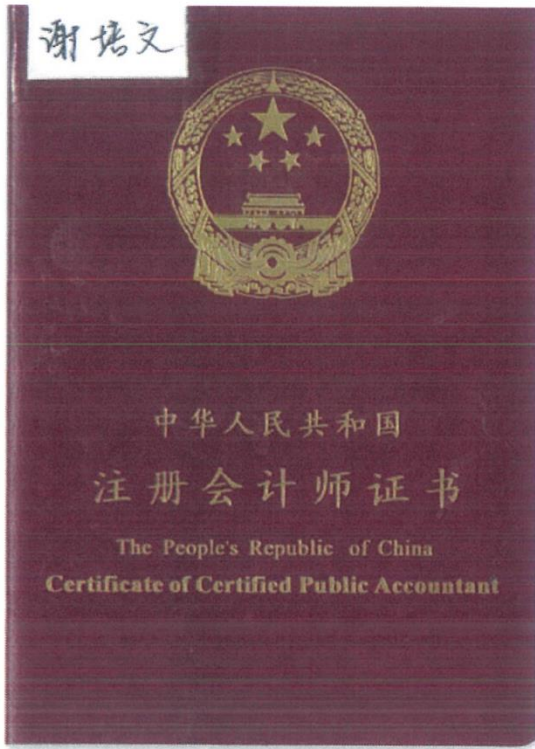 谢培文
中华人民共和国
注册会计师证书
The People's Republic of China
Certificate of Certified Public Accountant